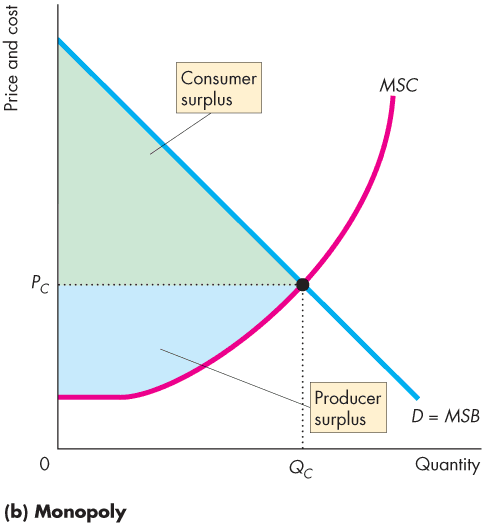 Price and cost
Consumer
surplus
MSC
P_C
Producer
surplus
D = MSB
0
Q_C
Quantity
(b) Monopoly